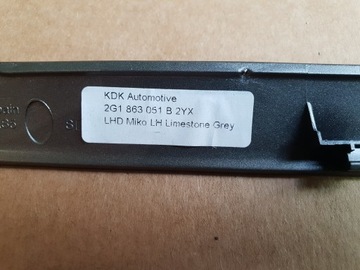 KDK Automotive
2G1 863 051 B 2YX
LHD Miko LH Limestone Grey